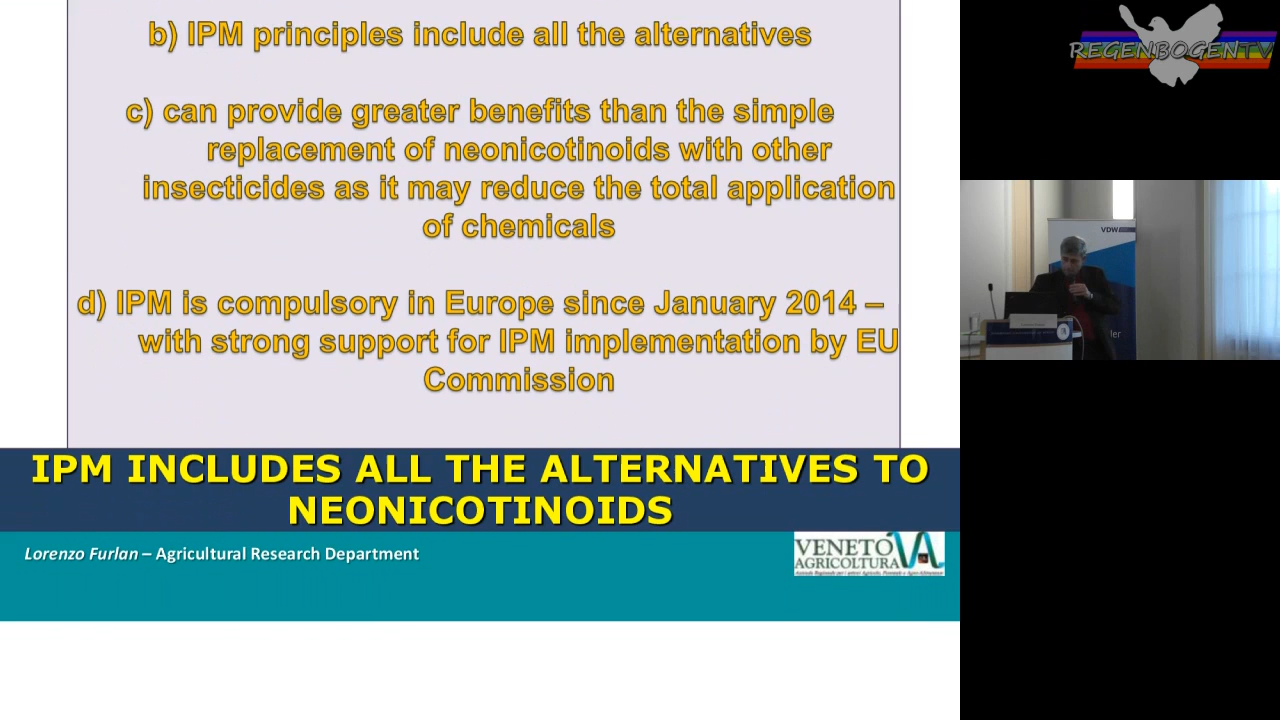 b) IPM principles include all the alternatives
c) can provide greater benefits than the simple
replacement of neonicotinoids with other
insecticides as it may reduce the total application
of chemicals
d) IPM is compulsory in Europe since January 2014 –
with strong support for IPM implementation by EU
Commission
IPM INCLUDES ALL THE ALTERNATIVES TO
NEONICOTINOIDS
Lorenzo Furlan – Agricultural Research Department
VENETO
AGRICOLTURA
REGENBOGENTV
VDW
ler